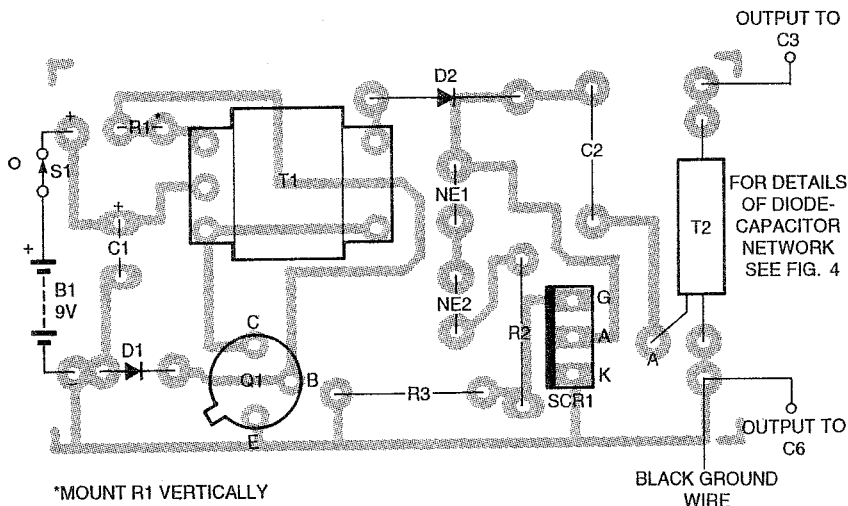 OUTPUT TO
C3
D2
+
R1*
S1
T1
C2
+
NE1
FOR DETAILS
OF DIODE-
CAPACITOR
NETWORK
SEE FIG. 4
T2
C1
+
B1
9V
NE2
G
R2
A
A
K
C
D1
Q1
B
R3
SCR1
-
E
OUTPUT TO
C6
BLACK GROUND
WIRE
*MOUNT R1 VERTICALLY